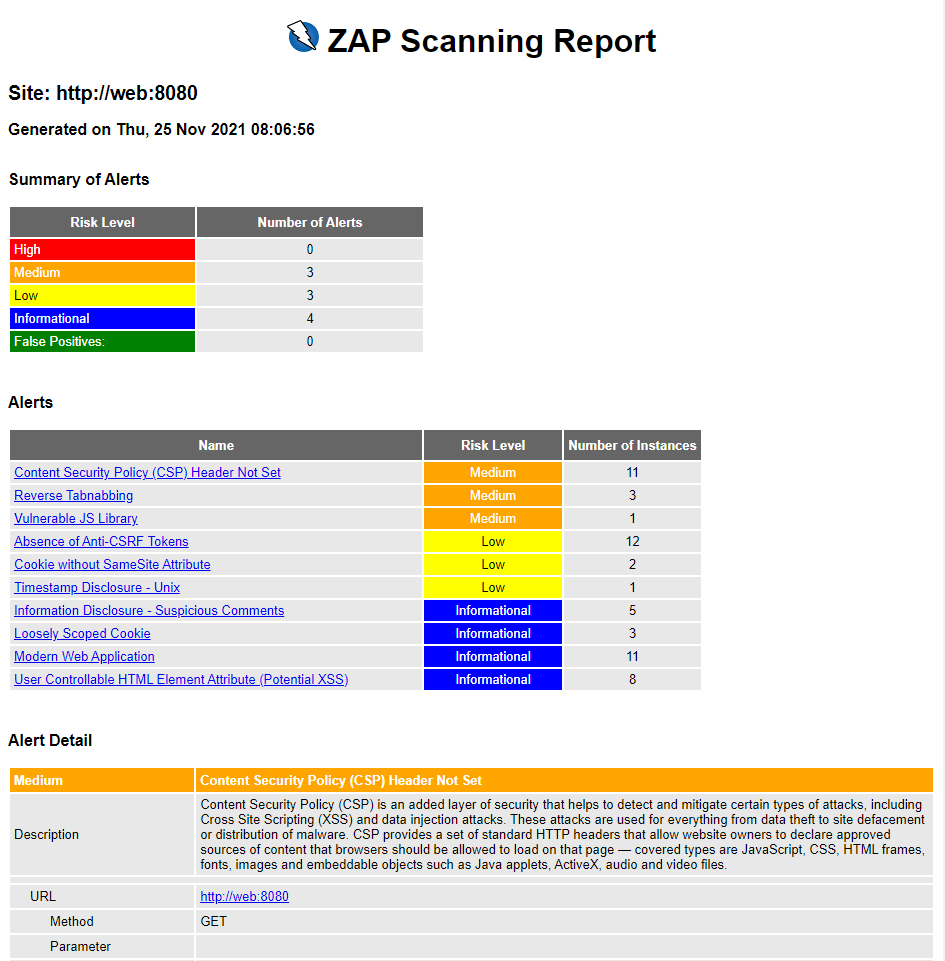 ZAP Scanning Report
Site: http://web:8080
Generated on Thu, 25 Nov 2021 08:06:56
Summary of Alerts
Risk Level Number of Alerts
High 0
Medium 3
Low 3
Informational 4
False Positives: 0
Alerts
Name Risk Level Number of Instances
Content Security Policy (CSP) Header Not Set Medium 11
Reverse Tabnabbing Medium 3
Vulnerable JS Library Medium 1
Absence of Anti-CSRF Tokens Low 12
Cookie without SameSite Attribute Low 2
Timestamp Disclosure - Unix Low 1
Information Disclosure - Suspicious Comments Informational 5
Loosely Scoped Cookie Informational 3
Modern Web Application Informational 11
User Controllable HTML Element Attribute (Potential XSS) Informational 8
Alert Detail
Medium Content Security Policy (CSP) Header Not Set
Description
Content Security Policy (CSP) is an added layer of security that helps to detect and mitigate certain types of attacks, including
Cross Site Scripting (XSS) and data injection attacks. These attacks are used for everything from data theft to site defacement
or distribution of malware. CSP provides a set of standard HTTP headers that allow website owners to declare approved
sources of content that browsers should be allowed to load on that page — covered types are JavaScript, CSS, HTML frames,
fonts, images and embeddable objects such as Java applets, ActiveX, audio and video files.
URL http://web:8080
Method GET
Parameter